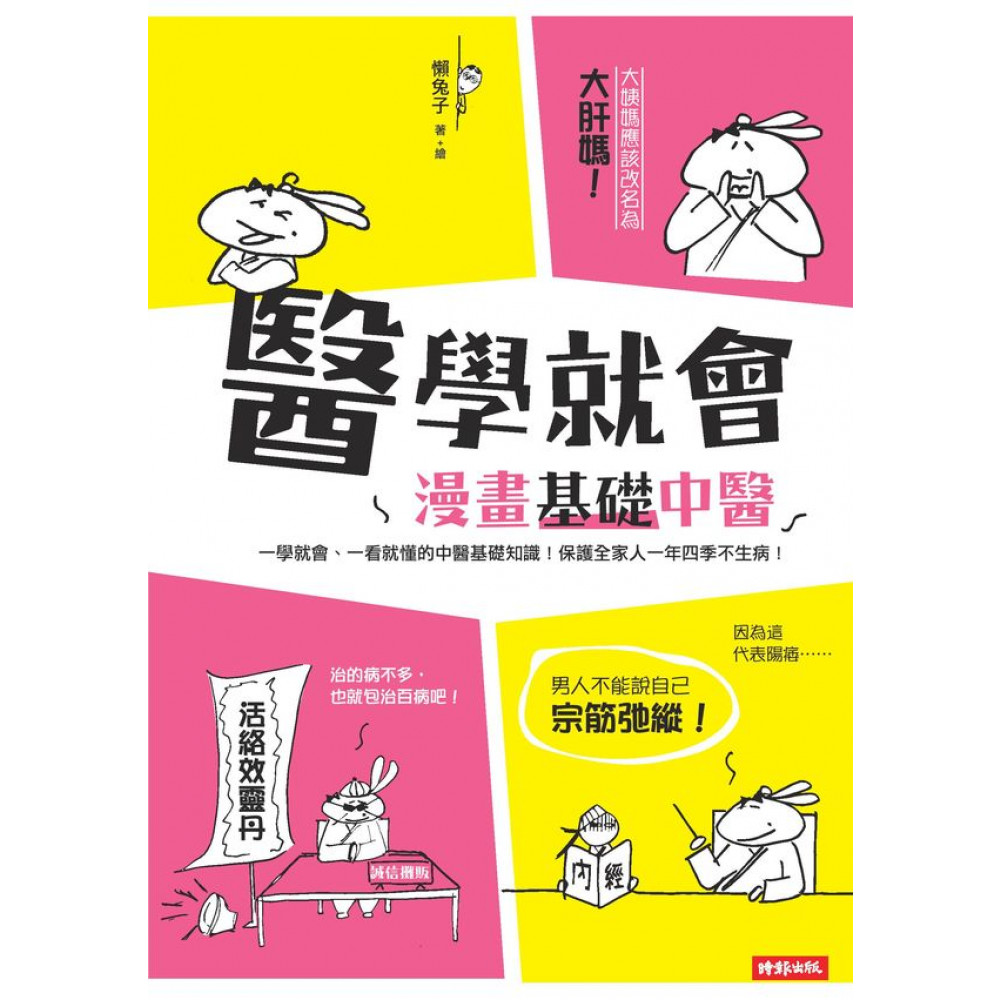 懶兔子 著+繪
大姨媽應該改名為
大肝媽！
醫學就會
漫畫基礎中醫
一學就會、一看就懂的中醫基礎知識！保護全家人一年四季不生病！
治的病不多，
也就包治百病吧！
活絡效靈丹
誠信攤販
因為這
代表陽痿……
男人不能說自己
宗筋弛縱！
內經
時報出版